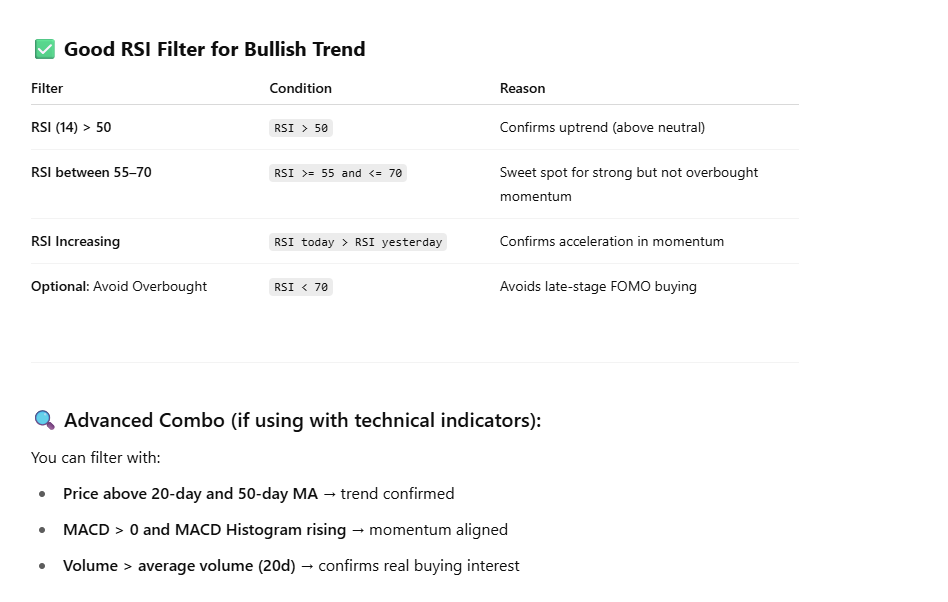 ✅ Good RSI Filter for Bullish Trend
Filter Condition Reason
RSI (14) > 50 RSI > 50 Confirms uptrend (above neutral)
RSI between 55–70 RSI >= 55 and <= 70 Sweet spot for strong but not overbought
momentum
RSI Increasing RSI today > RSI yesterday Confirms acceleration in momentum
Optional: Avoid Overbought RSI < 70 Avoids late-stage FOMO buying
🔍 Advanced Combo (if using with technical indicators):
You can filter with:
• Price above 20-day and 50-day MA → trend confirmed
• MACD > 0 and MACD Histogram rising → momentum aligned
• Volume > average volume (20d) → confirms real buying interest